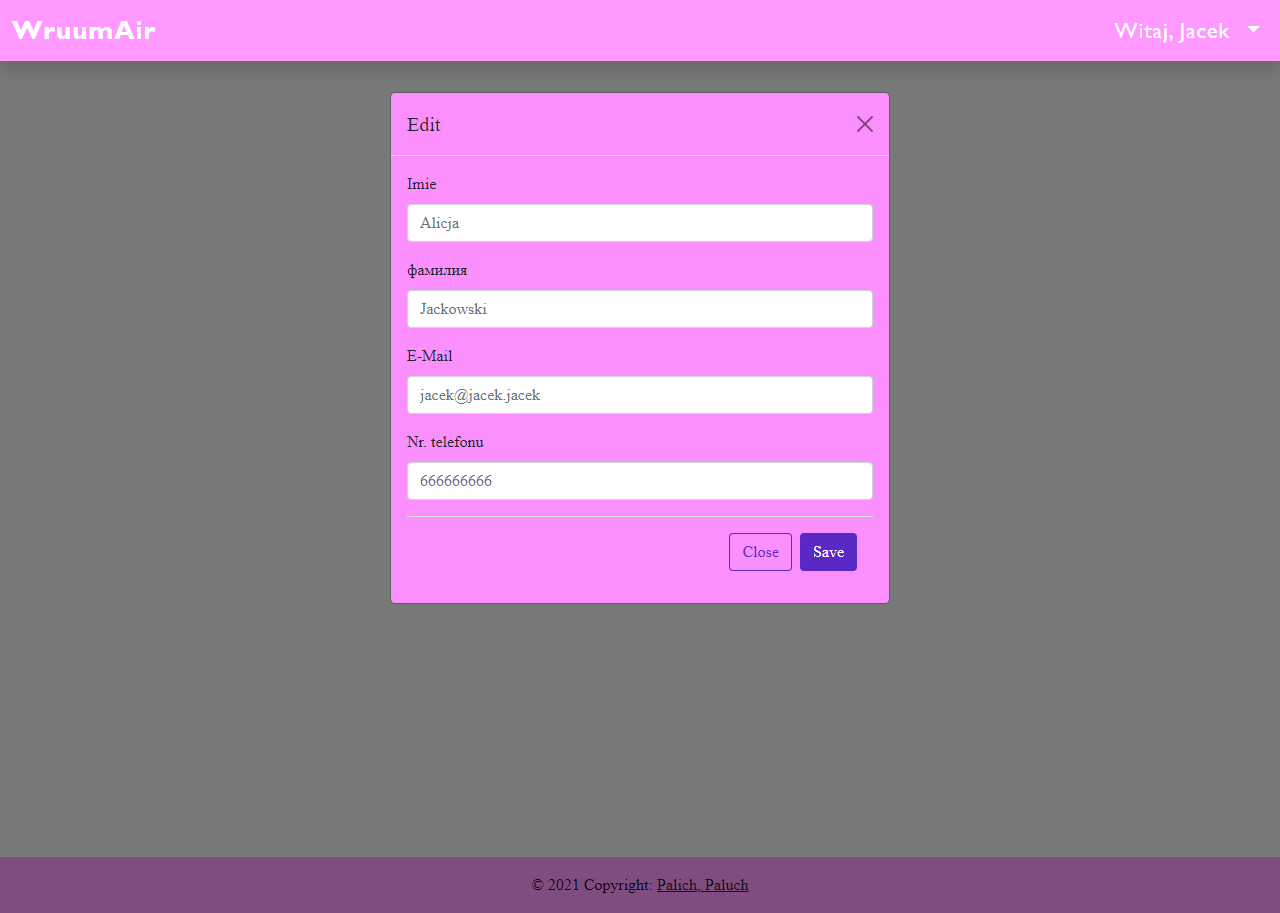 WruumAir
Witaj, Jacek
Edit
Imie
Alicja
фамилия
Jackowski
E-Mail
jacek@jacek.jacek
Nr. telefonu
666666666
Close Save
© 2021 Copyright: Palich, Paluch